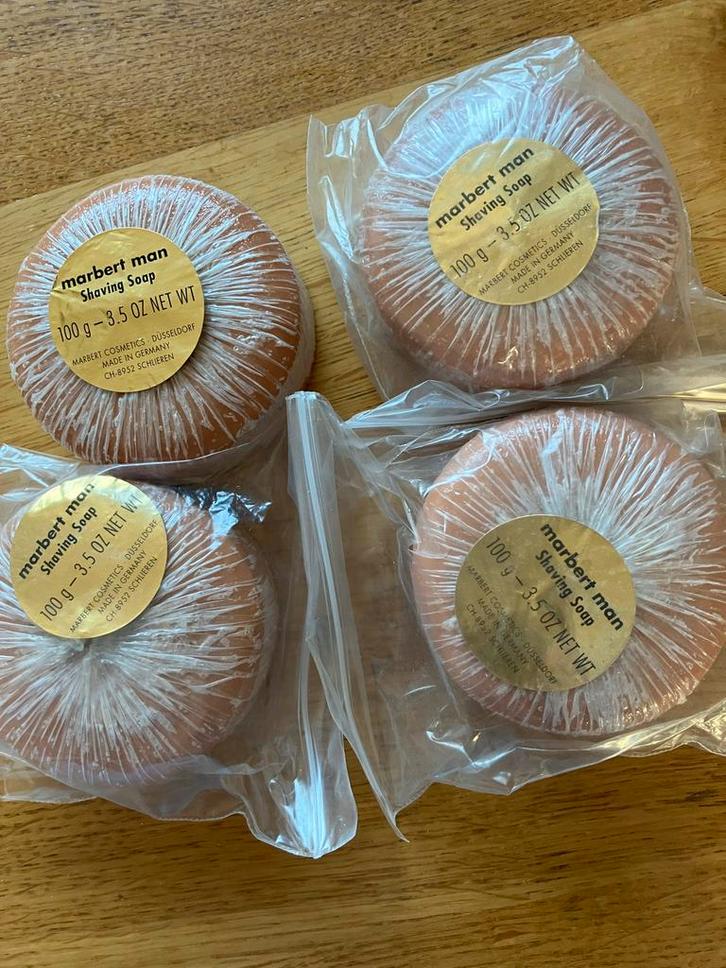 marbert man
Shaving Soap
100 g – 3.5 OZ NET WT
MARBERT COSMETICS · DÜSSELDORF
MADE IN GERMANY
CH-8952 SCHLIEREN
marbert man
Shaving Soap
100 g – 3.5 OZ NET WT
MARBERT COSMETICS · DÜSSELDORF
MADE IN GERMANY
CH-8952 SCHLIEREN
marbert man
Shaving Soap
100 g – 3.5 OZ NET WT
MARBERT COSMETICS · DÜSSELDORF
MADE IN GERMANY
CH-8952 SCHLIEREN
marbert man
Shaving Soap
100 g – 3.5 OZ NET WT
MARBERT COSMETICS · DÜSSELDORF
MADE IN GERMANY
CH-8952 SCHLIEREN